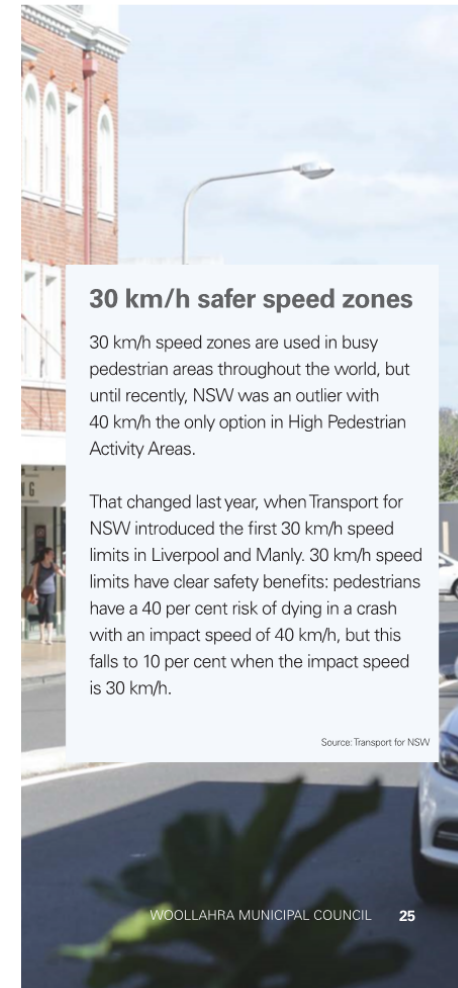 30 km/h safer speed zones
30 km/h speed zones are used in busy
pedestrian areas throughout the world, but
until recently, NSW was an outlier with
40 km/h the only option in High Pedestrian
Activity Areas.
That changed last year, when Transport for
NSW introduced the first 30 km/h speed
limits in Liverpool and Manly. 30 km/h speed
limits have clear safety benefits: pedestrians
have a 40 per cent risk of dying in a crash
with an impact speed of 40 km/h, but this
falls to 10 per cent when the impact speed
is 30 km/h.
Source: Transport for NSW
WOOLLAHRA MUNICIPAL COUNCIL 25